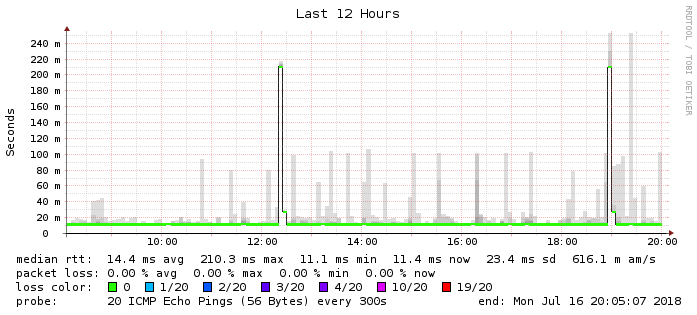 Last 12 Hours
RRDTOOL / TOBI OETIKER
Seconds
240 m
220 m
200 m
180 m
160 m
140 m
120 m
100 m
80 m
60 m
40 m
20 m
0
10:00 12:00 14:00 16:00 18:00 20:00
median rtt: 14.4 ms avg 210.3 ms max 11.1 ms min 11.4 ms now 23.4 ms sd 616.1 m am/s
packet loss: 0.00 % avg 0.00 % max 0.00 % min 0.00 % now
loss color: 0 1/20 2/20 3/20 4/20 10/20 19/20
probe: 20 ICMP Echo Pings (56 Bytes) every 300s end: Mon Jul 16 20:05:07 2018